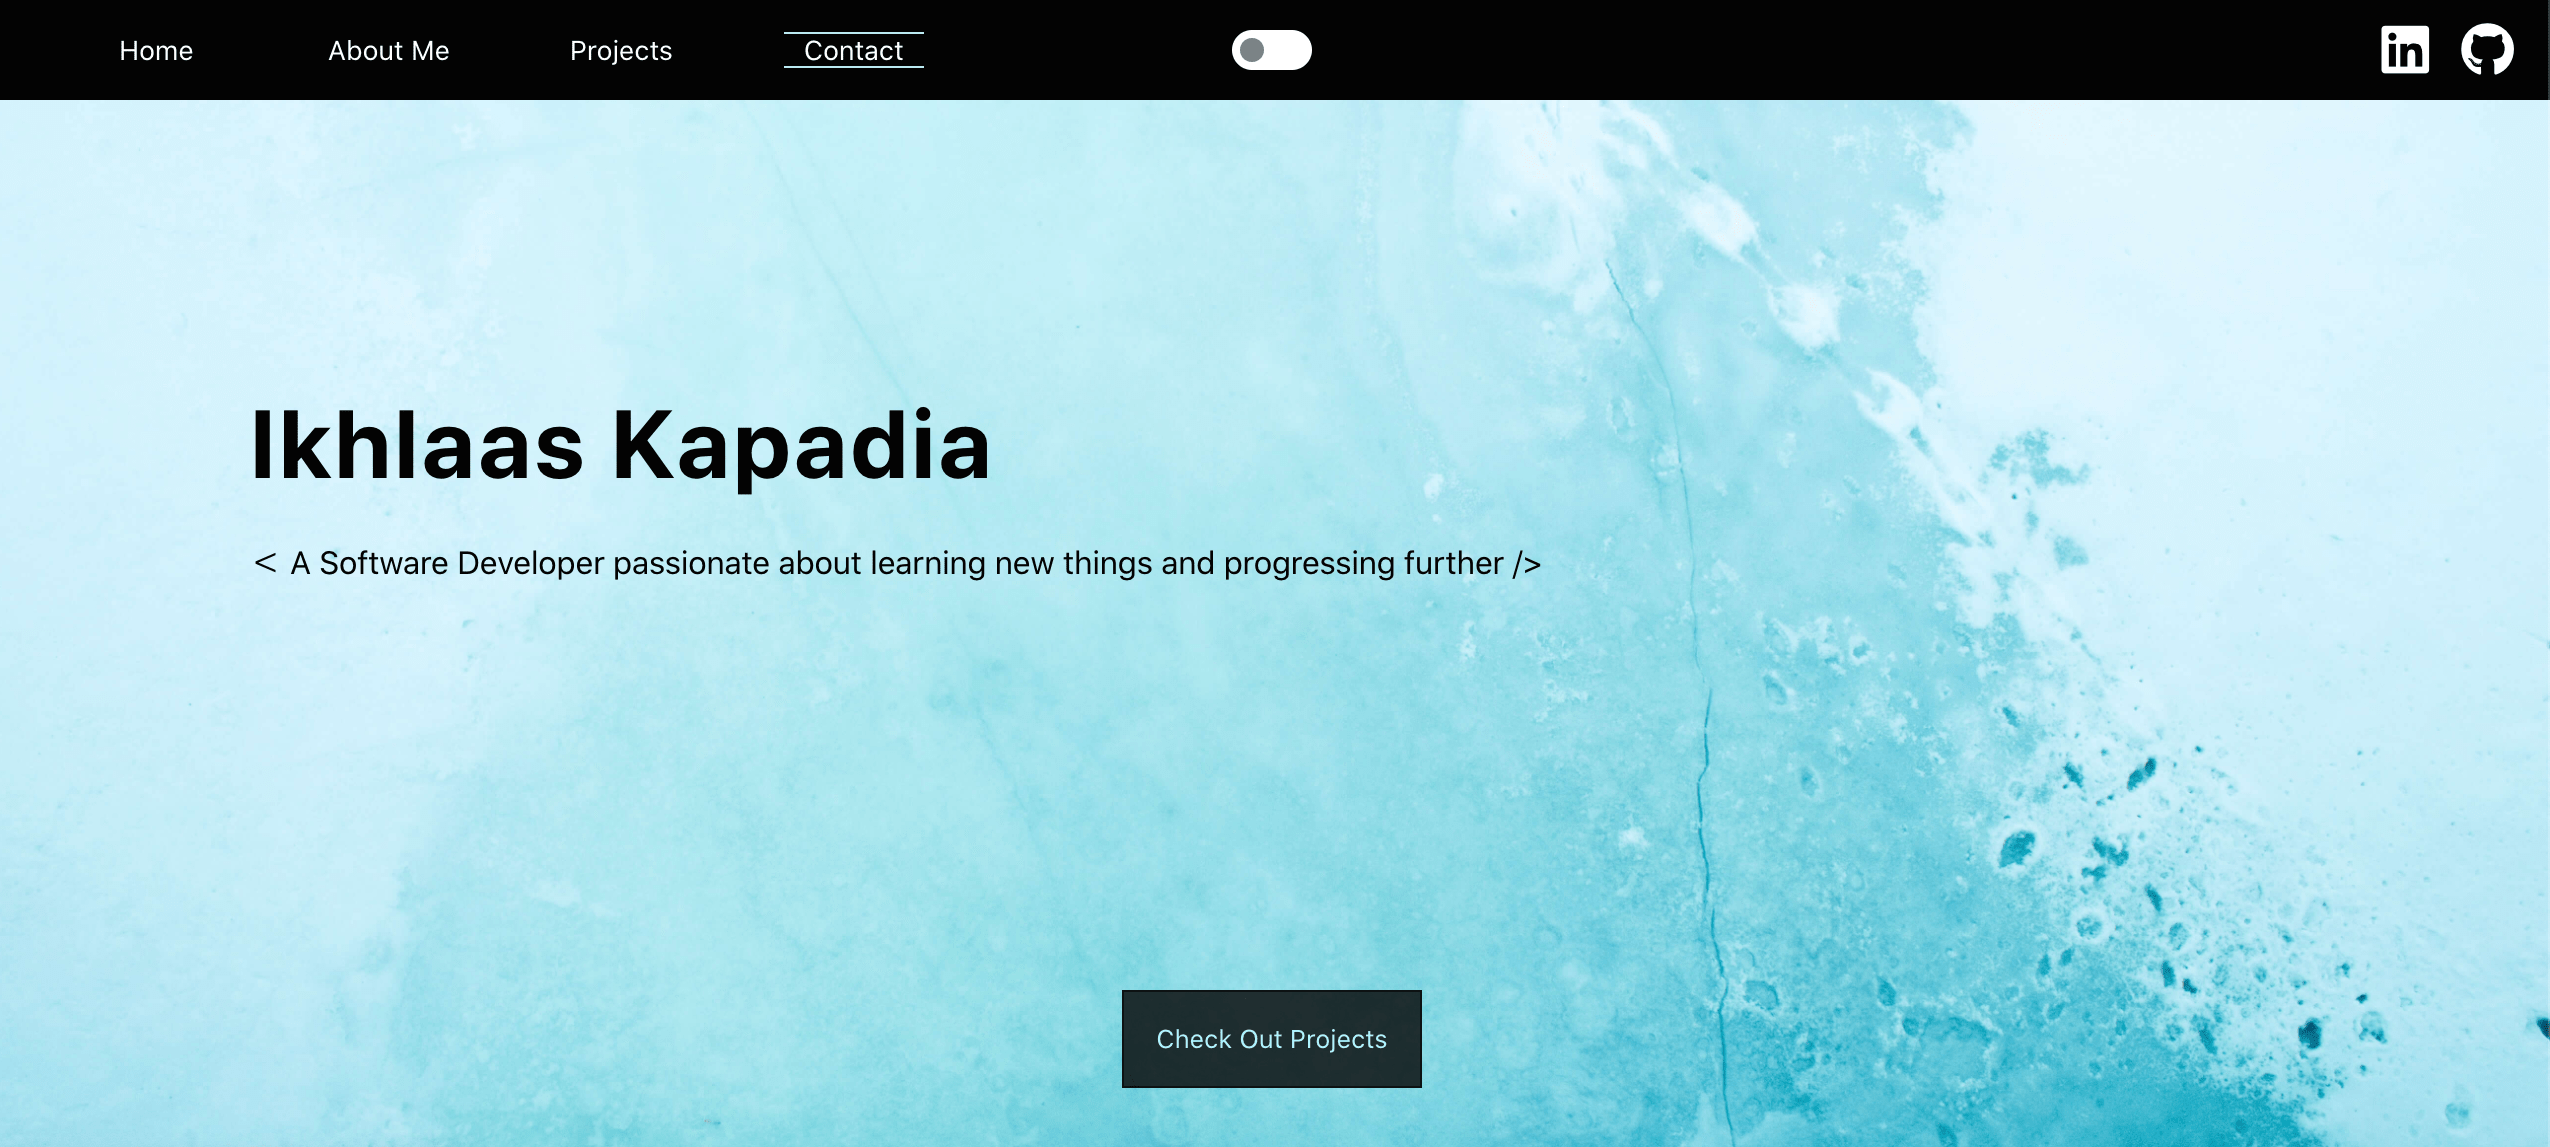 Home About Me Projects Contact in
Ikhlaas Kapadia
< A Software Developer passionate about learning new things and progressing further />
Check Out Projects